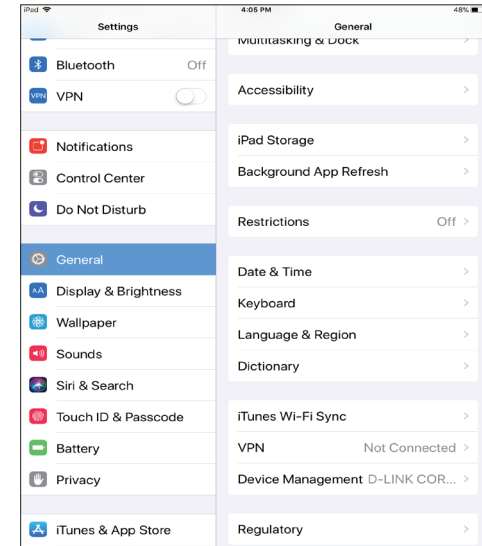 iPad 4:05 PM 48%
Settings
General
Bluetooth Off
VPN VPN
Notifications
Control Center
Do Not Disturb
General
AA Display & Brightness
Wallpaper
Sounds
Siri & Search
Touch ID & Passcode
Battery
Privacy
iTunes & App Store
Multitasking & Dock
Accessibility
iPad Storage
Background App Refresh
Restrictions Off
Date & Time
Keyboard
Language & Region
Dictionary
iTunes Wi-Fi Sync
VPN Not Connected
Device Management D-LINK COR...
Regulatory